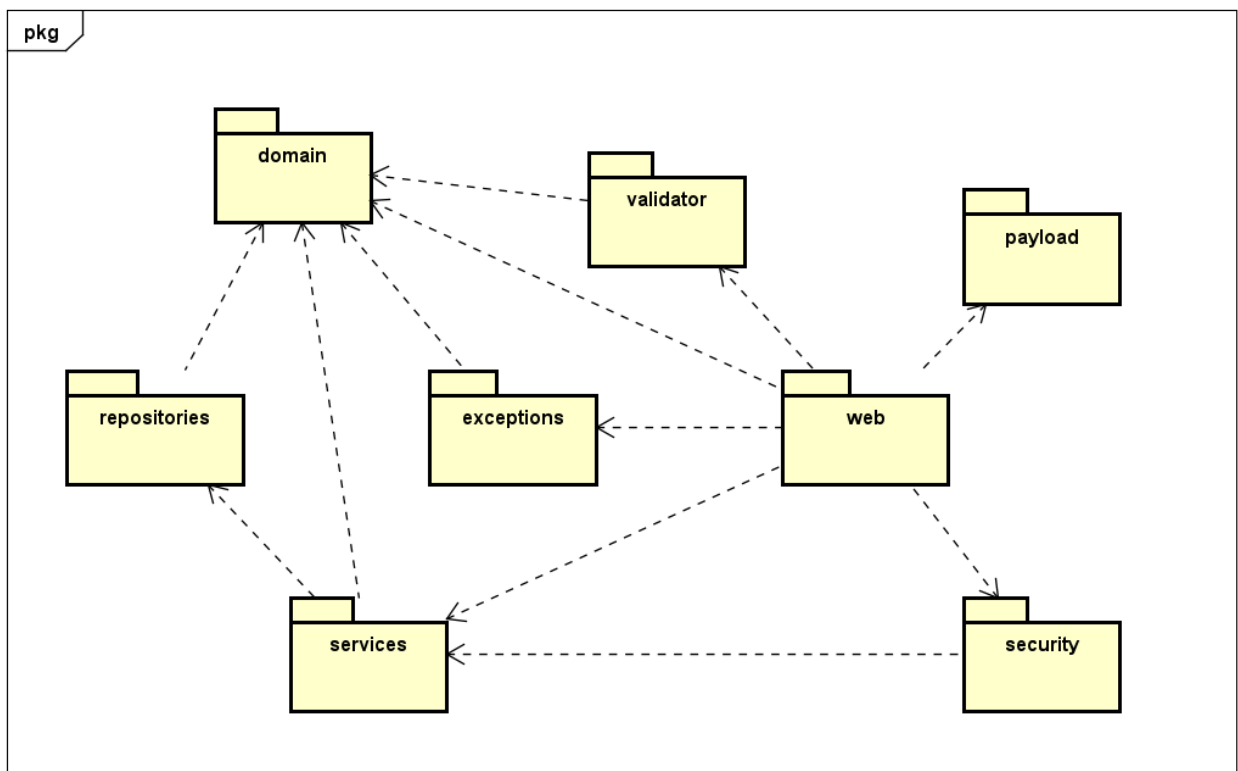 pkg
domain
validator
payload
repositories
exceptions
web
services
security